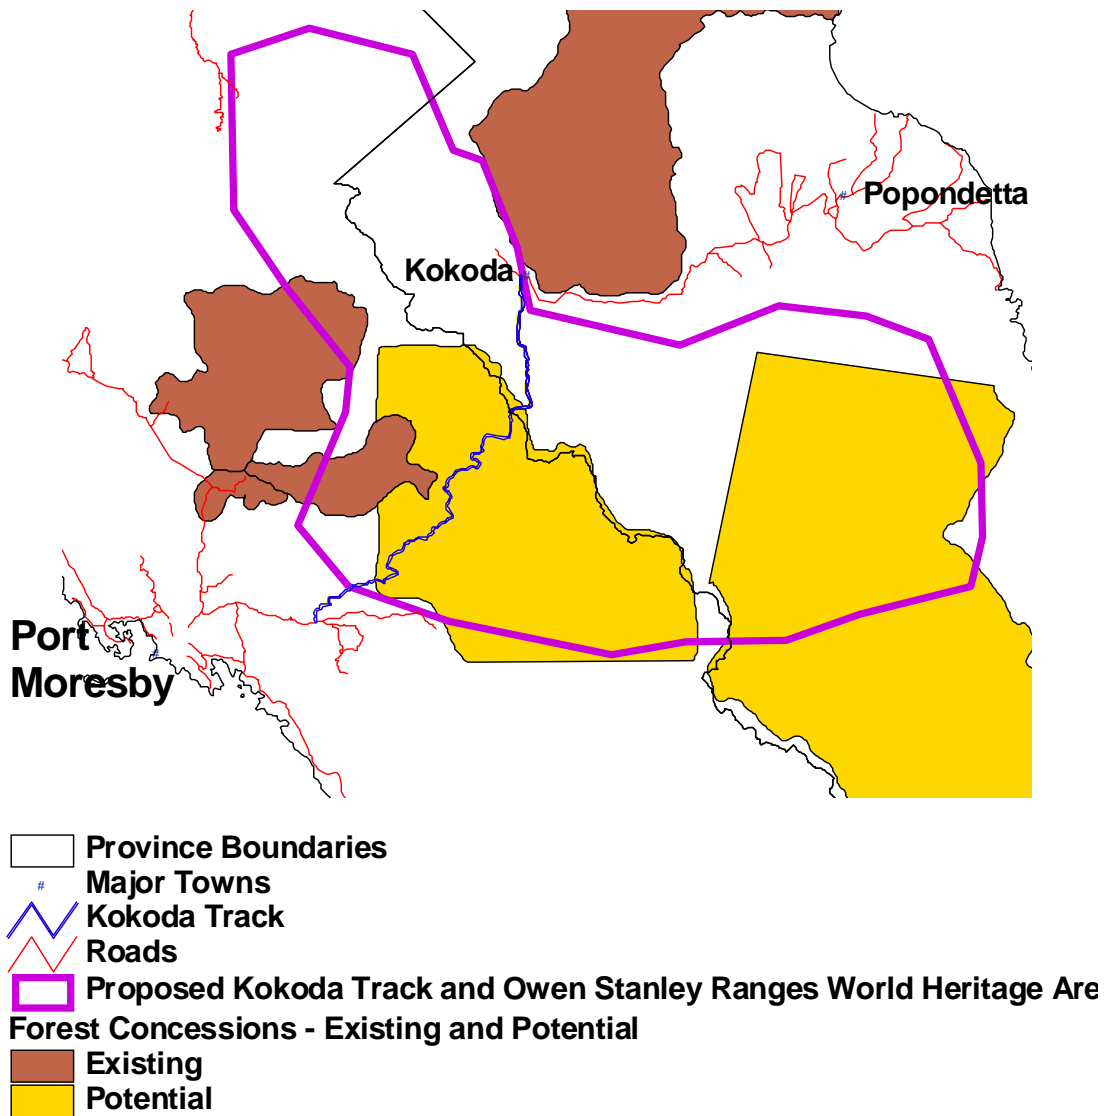 Popondetta
Kokoda
Port
Moresby
Province Boundaries
# Major Towns
Kokoda Track
Roads
Proposed Kokoda Track and Owen Stanley Ranges World Heritage Are
Forest Concessions - Existing and Potential
Existing
Potential